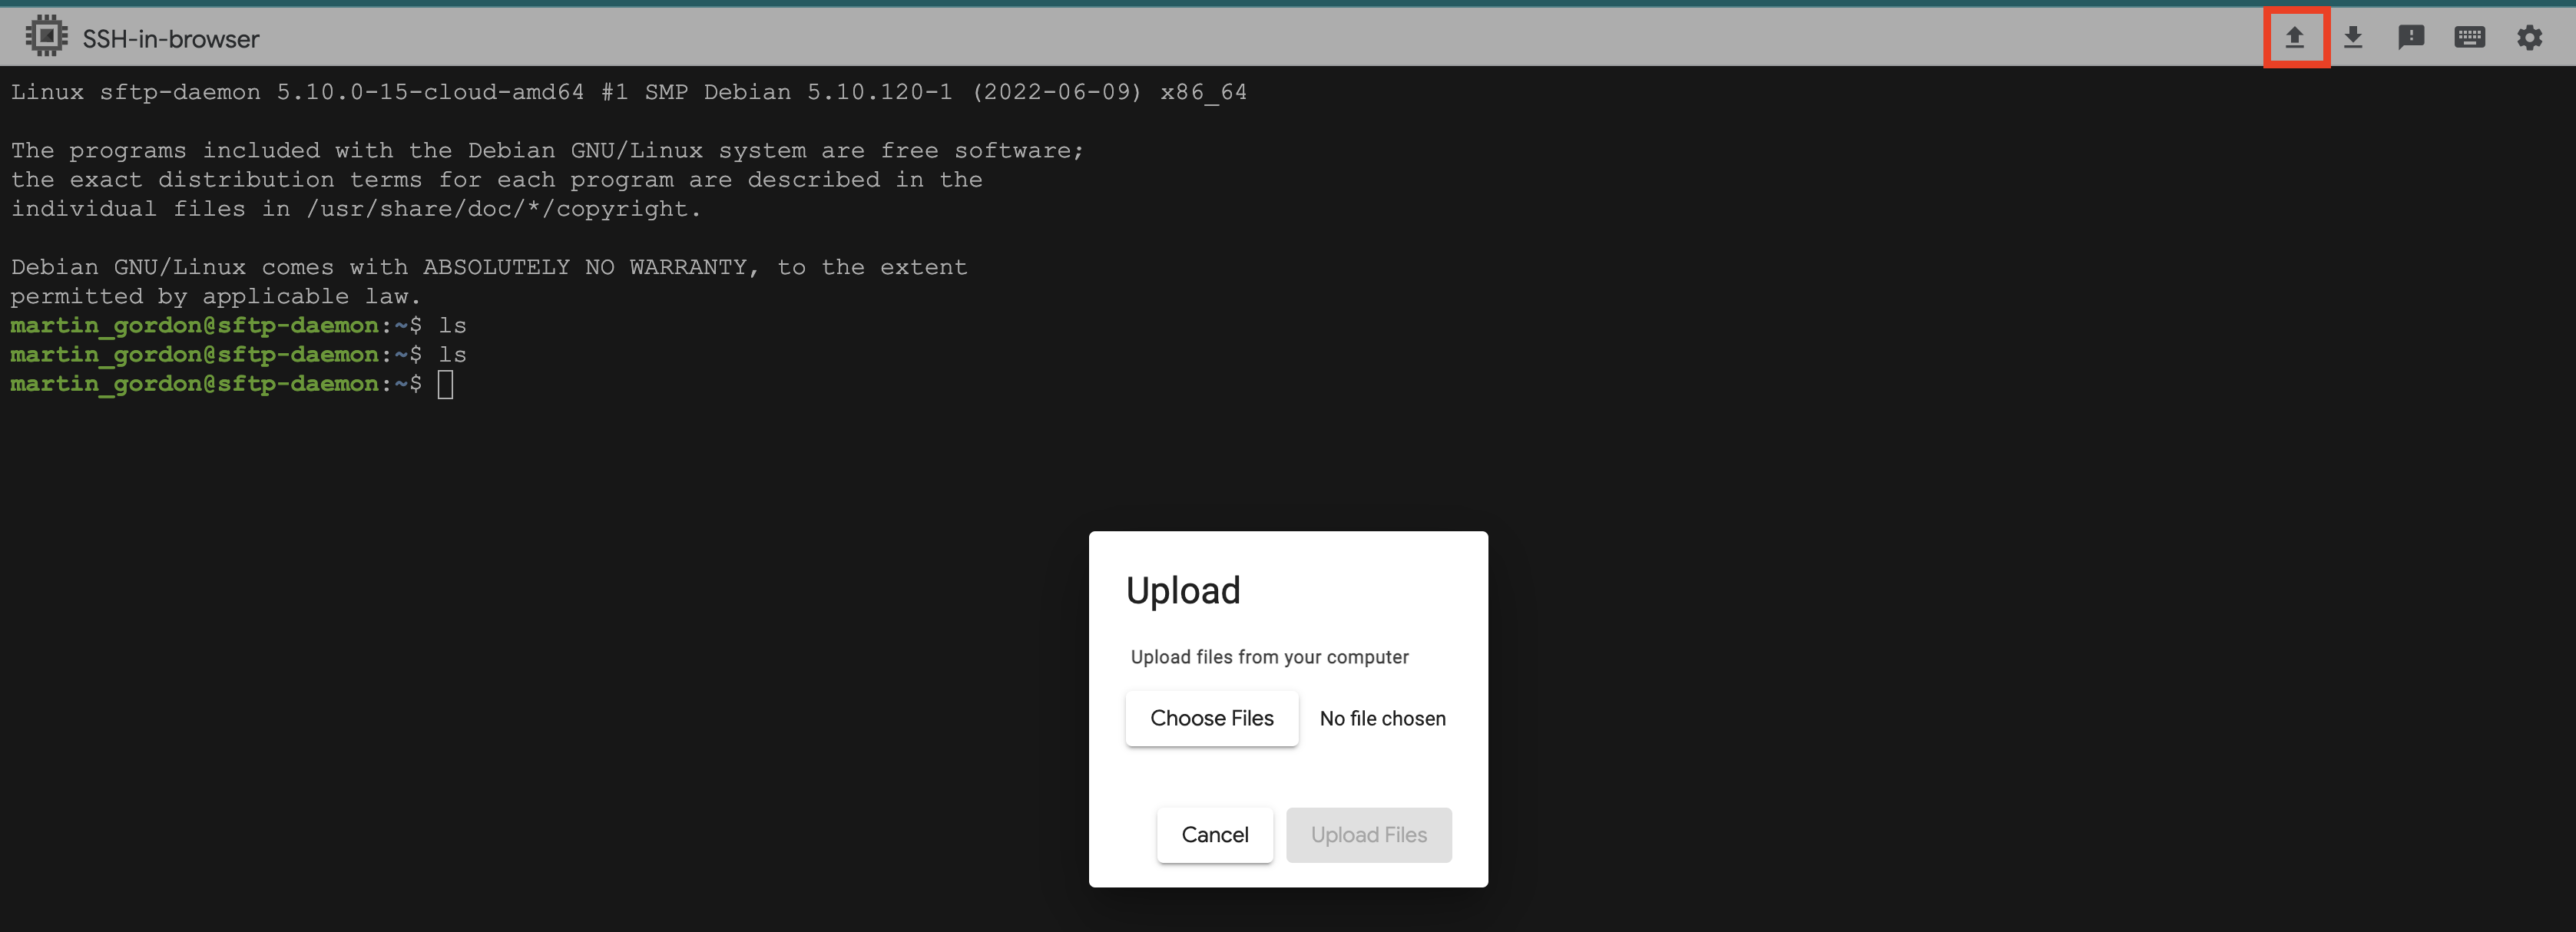 SSH-in-browser
Linux sftp-daemon 5.10.0-15-cloud-amd64 #1 SMP Debian 5.10.120-1 (2022-06-09) x86_64
The programs included with the Debian GNU/Linux system are free software;
the exact distribution terms for each program are described in the
individual files in /usr/share/doc/*/copyright.
Debian GNU/Linux comes with ABSOLUTELY NO WARRANTY, to the extent
permitted by applicable law.
martin_gordon@sftp-daemon:~$ ls
martin_gordon@sftp-daemon:~$ ls
martin_gordon@sftp-daemon:~$
Upload
Upload files from your computer
Choose Files No file chosen
Cancel Upload Files